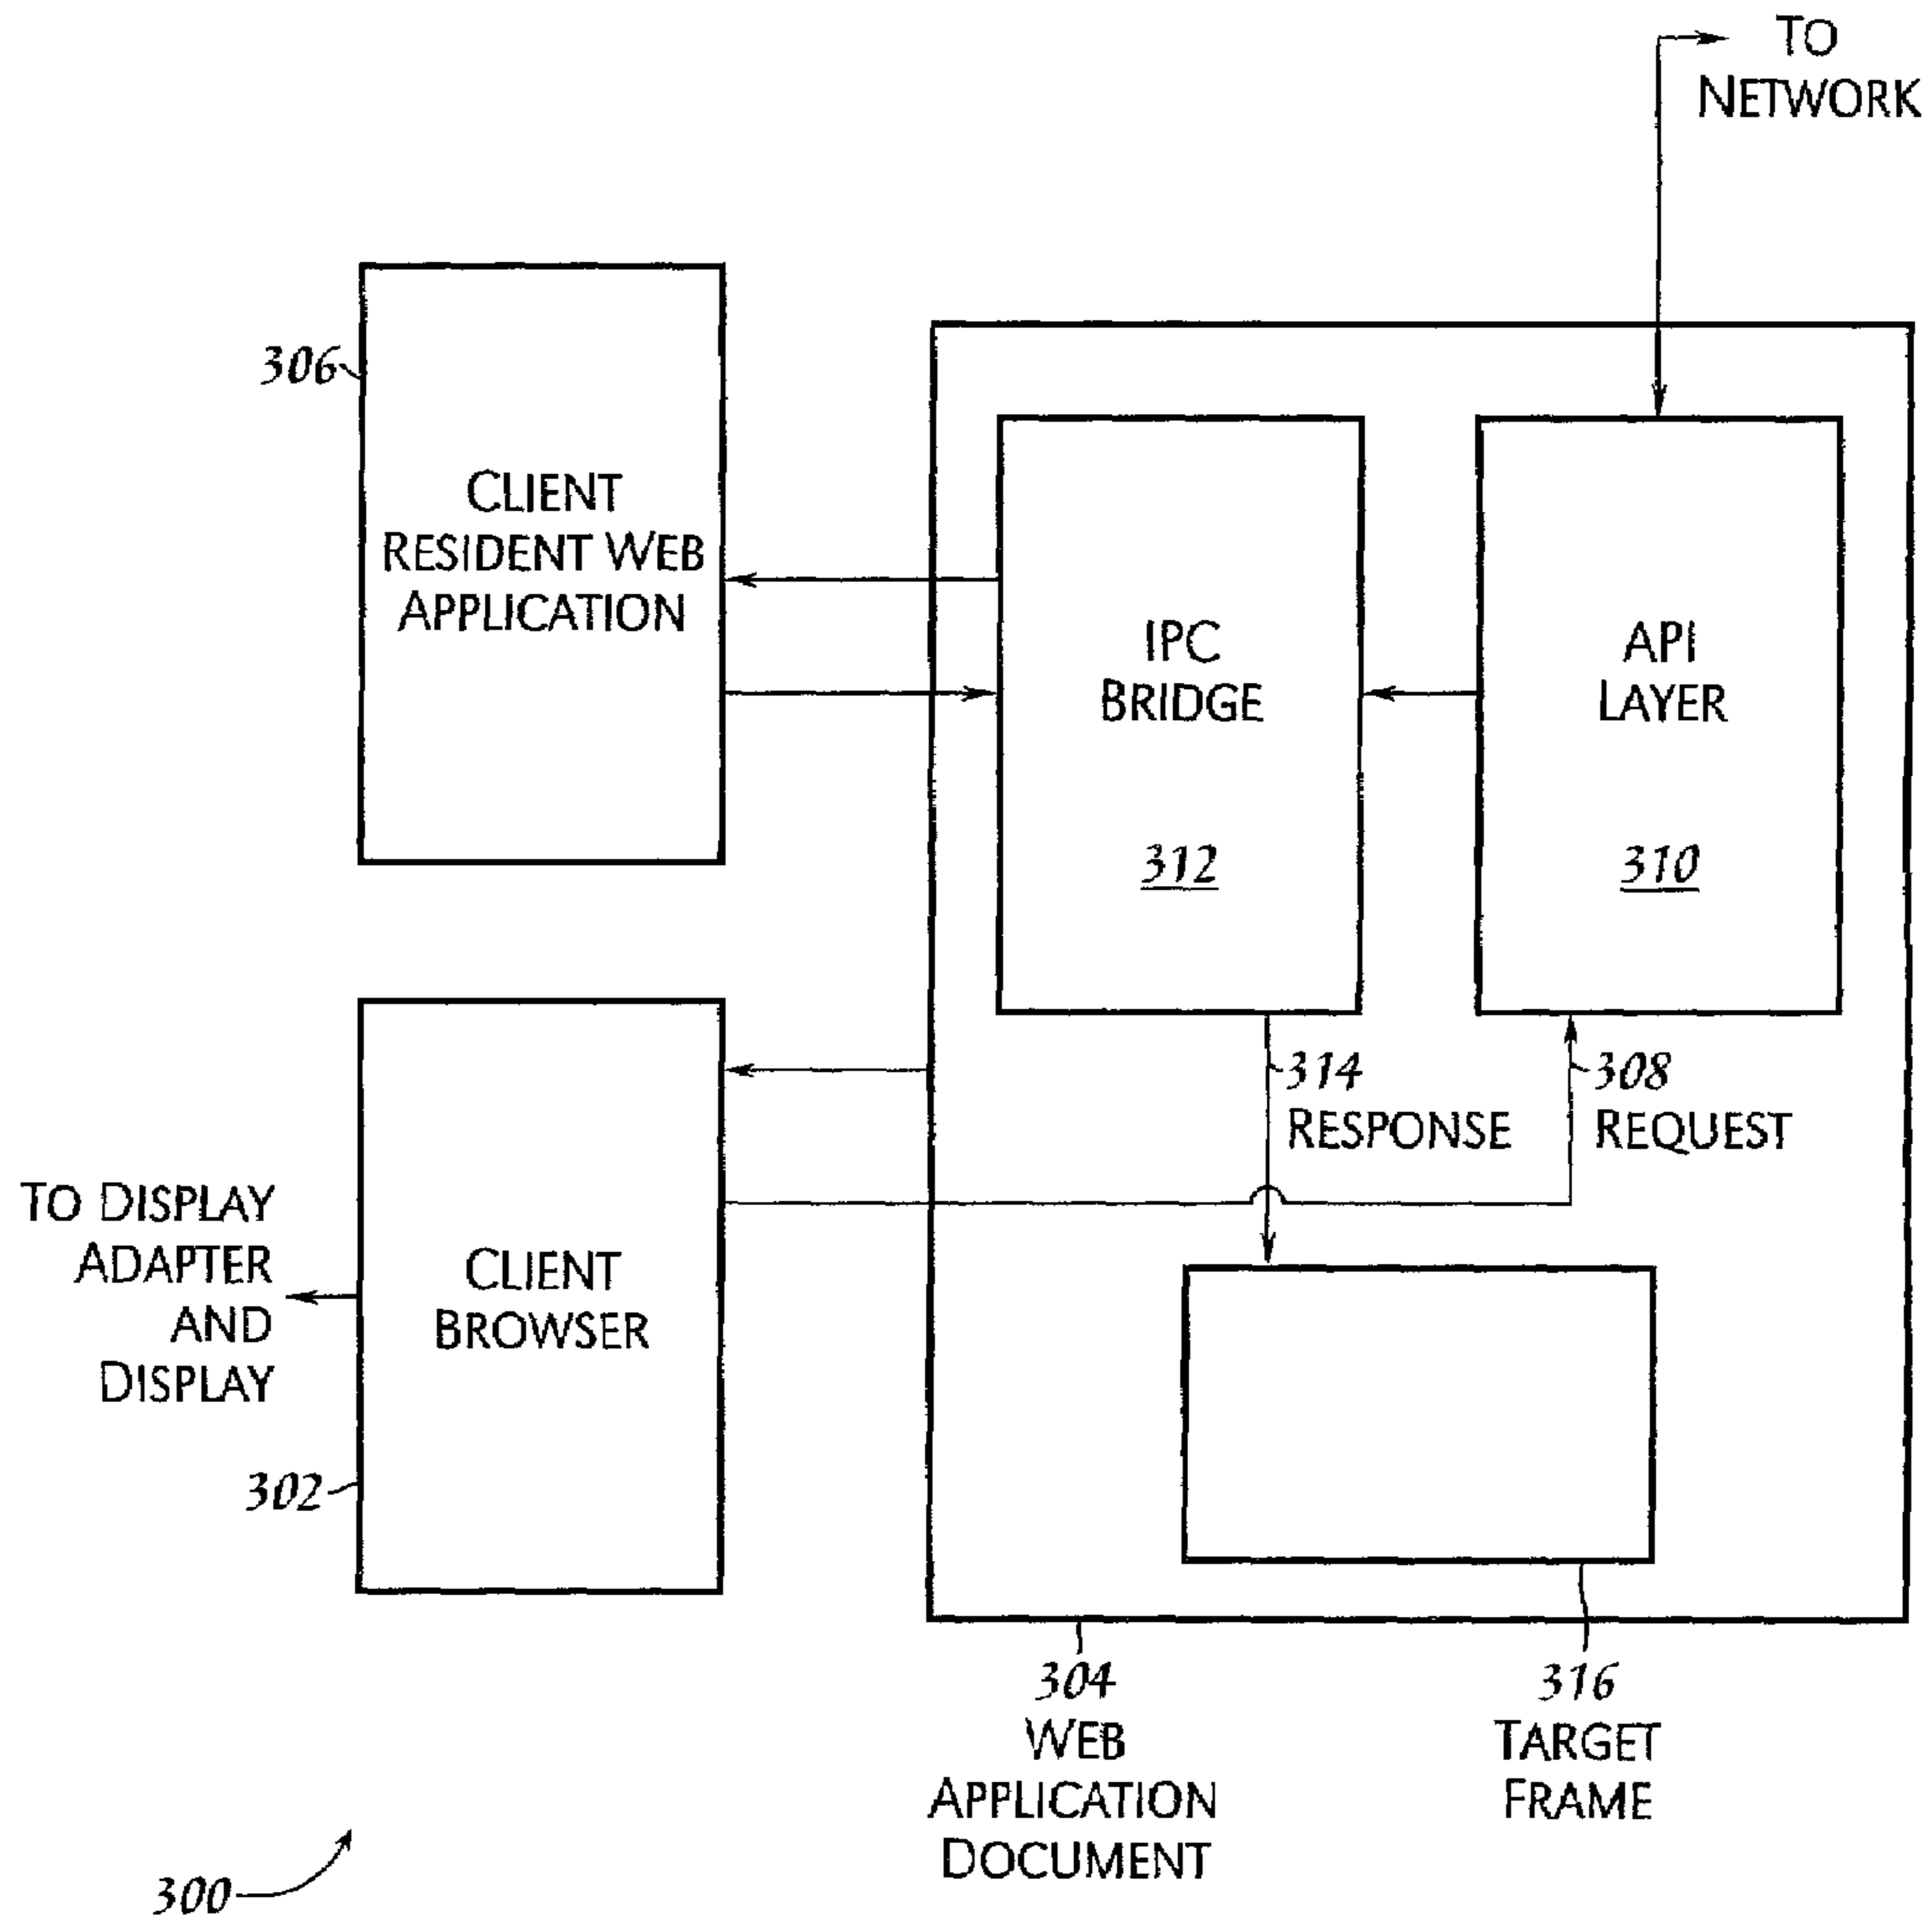 TO
NETWORK
306
CLIENT
RESIDENT WEB
APPLICATION
IPC
BRIDGE
312
API
LAYER
310
314
RESPONSE
308
REQUEST
TO DISPLAY
ADAPTER
AND
DISPLAY
CLIENT
BROWSER
302
304
WEB
APPLICATION
DOCUMENT
316
TARGET
FRAME
300